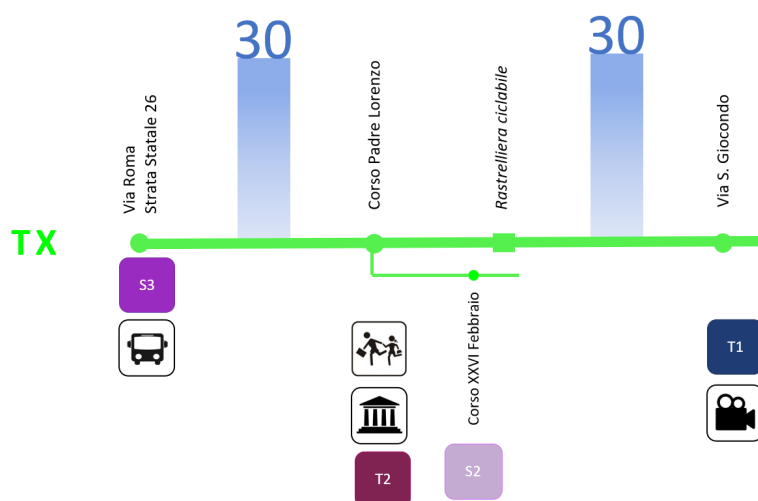 30
30
Via Roma
Strata Statale 26
Corso Padre Lorenzo
Rastrelliera ciclabile
Via S. Giocondo
TX
S3
Corso XXVI Febbraio
T1
T2
S2